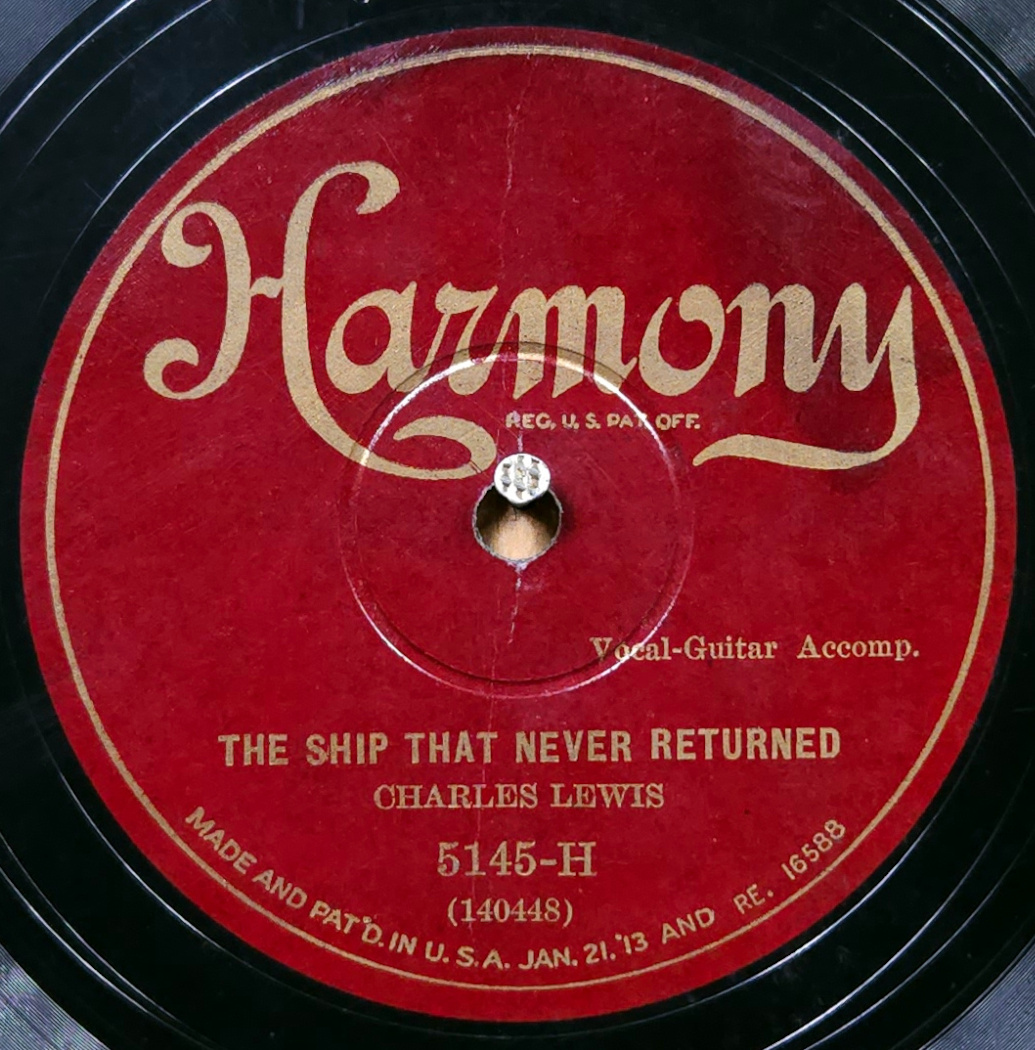 Harmony
REG. U. S. PAT. OFF.
Vocal-Guitar Accomp.
THE SHIP THAT NEVER RETURNED
CHARLES LEWIS
5145-H
(140448)
MADE AND PAT'D. IN U. S. A. JAN. 21, '13 AND RE. 16588